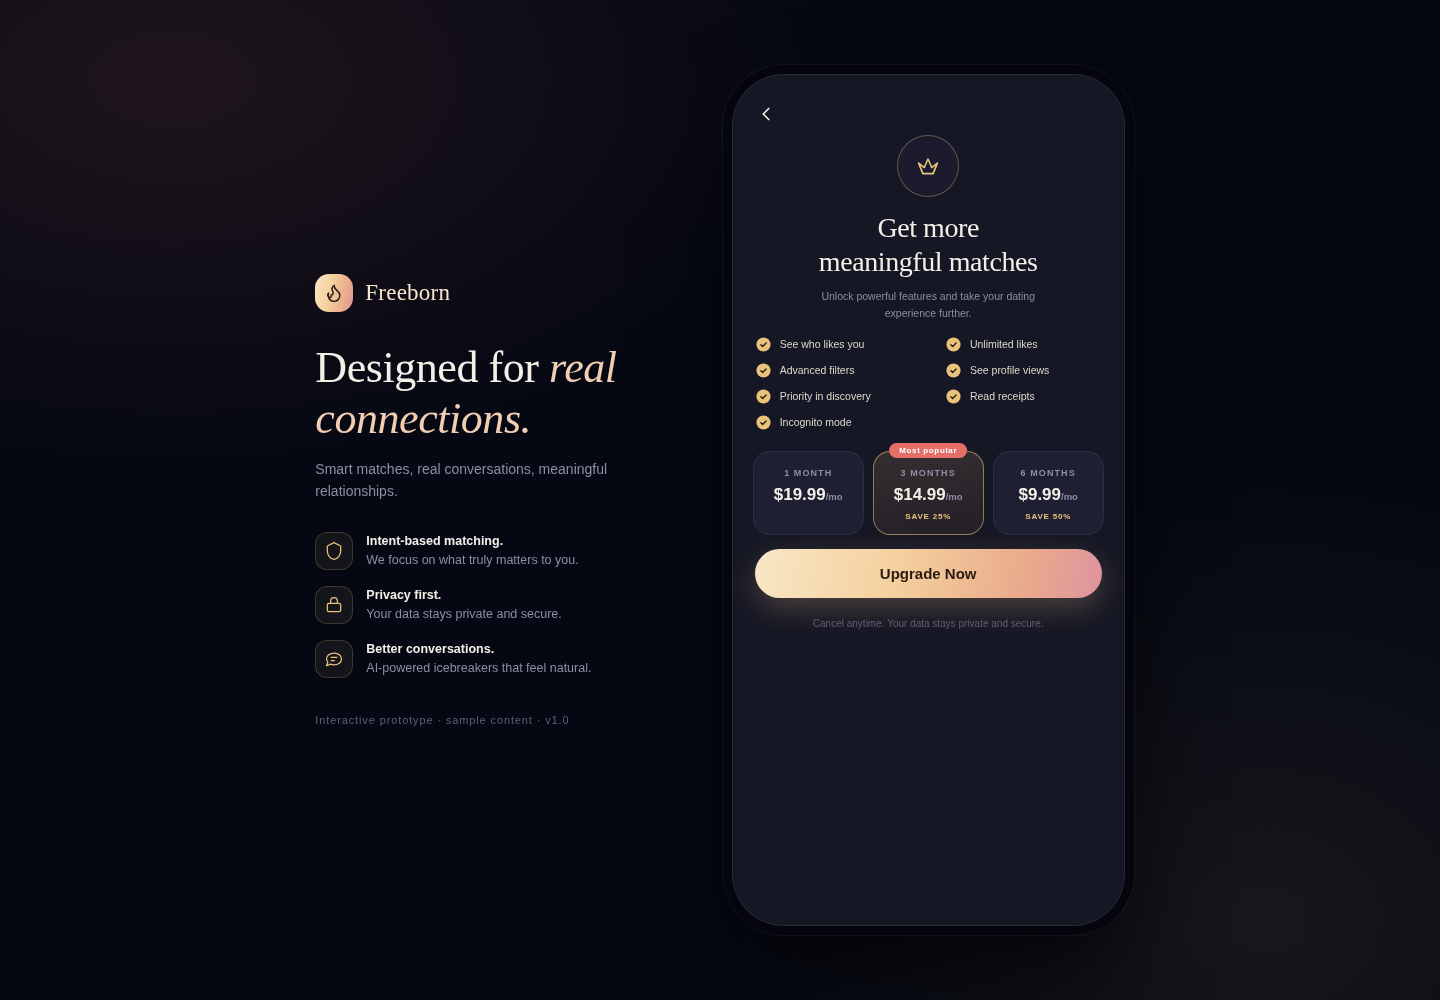 Freeborn
Designed for real
connections.
Smart matches, real conversations, meaningful
relationships.
Intent-based matching.
We focus on what truly matters to you.
Privacy first.
Your data stays private and secure.
Better conversations.
AI-powered icebreakers that feel natural.
Interactive prototype · sample content · v1.0
Get more
meaningful matches
Unlock powerful features and take your dating
experience further.
See who likes you
Unlimited likes
Advanced filters
See profile views
Priority in discovery
Read receipts
Incognito mode
1 MONTH
$19.99/mo
Most popular
3 MONTHS
$14.99/mo
SAVE 25%
6 MONTHS
$9.99/mo
SAVE 50%
Upgrade Now
Cancel anytime. Your data stays private and secure.